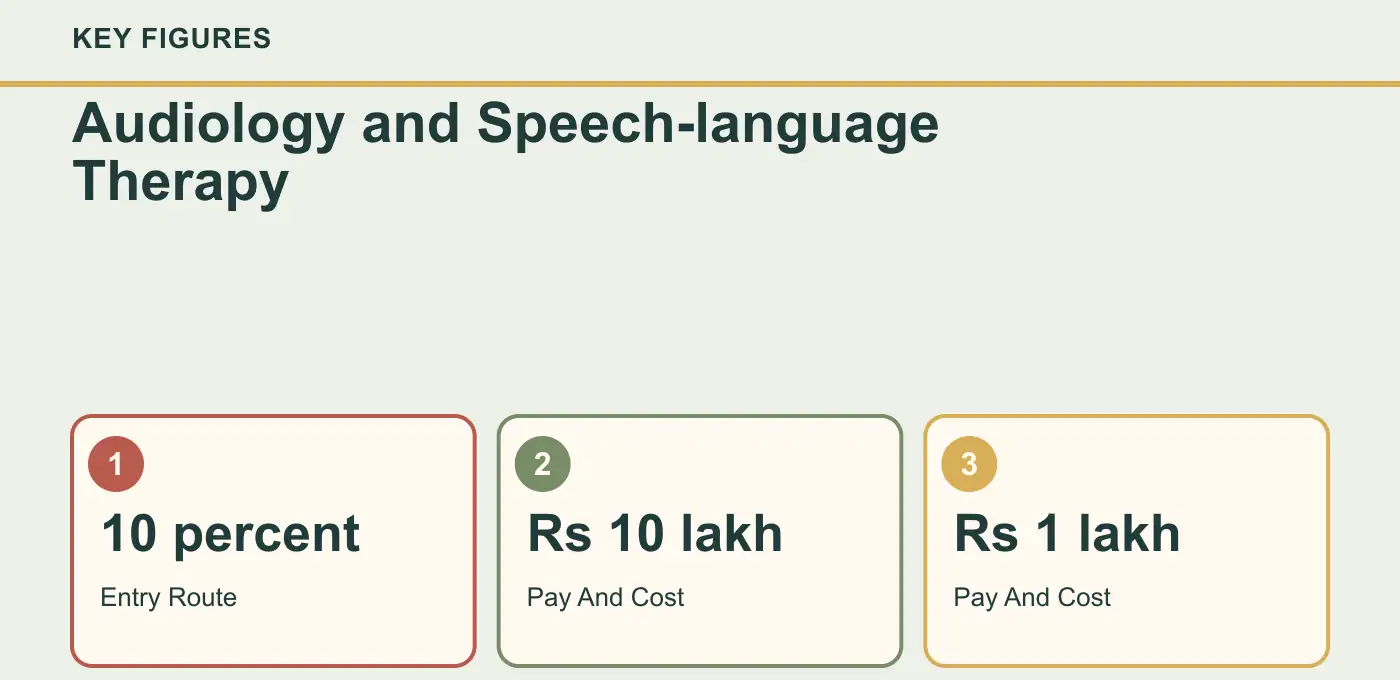 KEY FIGURES
Audiology and Speech-language
Therapy
1
10 percent
Entry Route
2
Rs 10 lakh
Pay And Cost
3
Rs 1 lakh
Pay And Cost